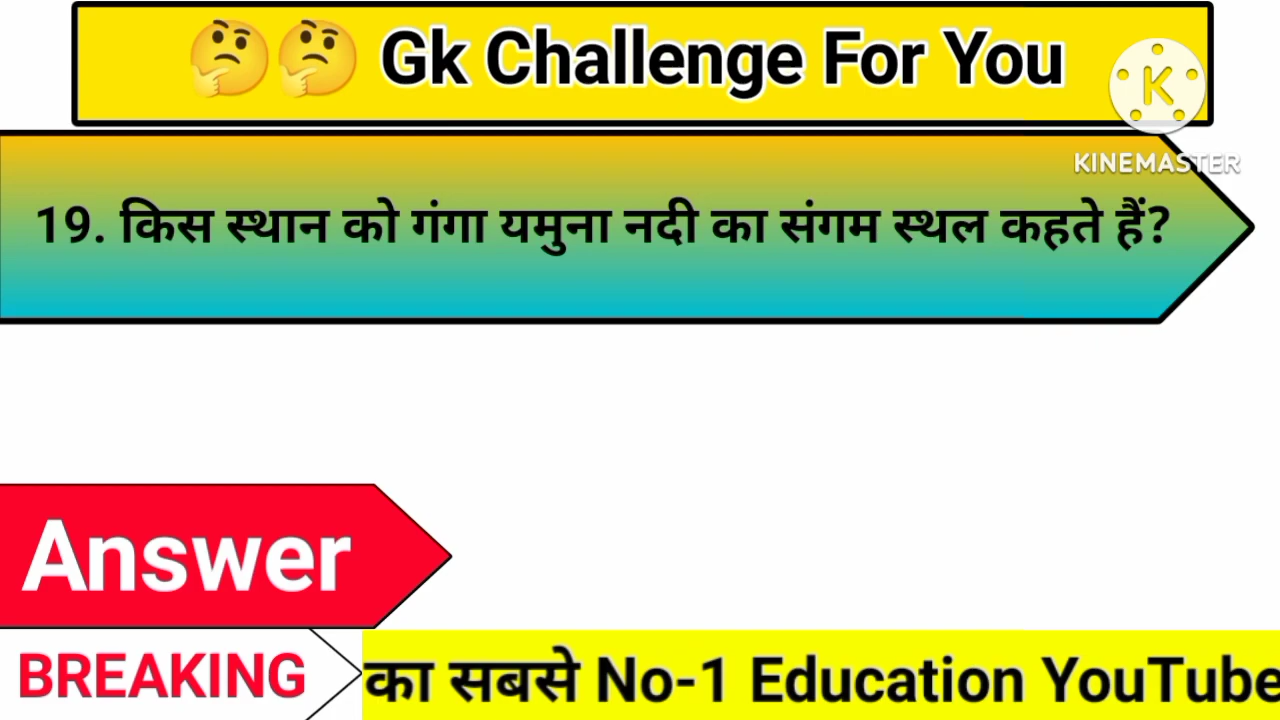 🤔🤔 Gk Challenge For You
K
KINEMASTER
19. किस स्थान को गंगा यमुना नदी का संगम स्थल कहते हैं?
Answer
BREAKING
का सबसे No-1 Education YouTube